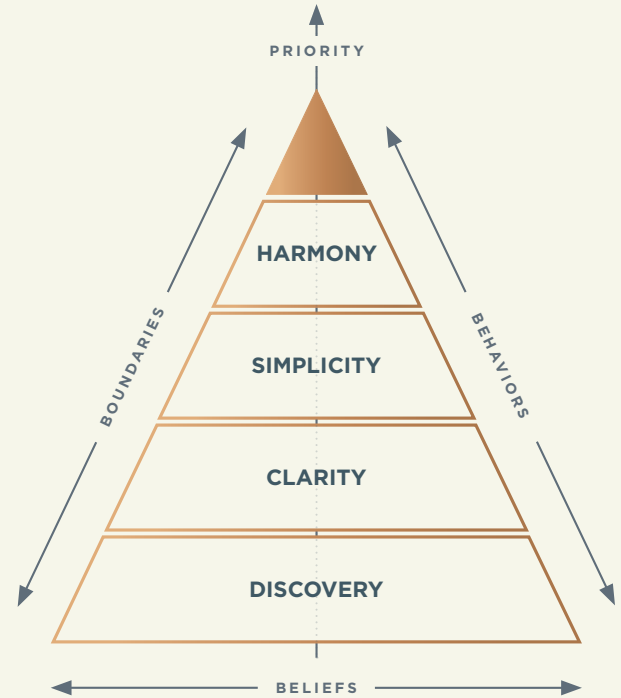 PRIORITY
HARMONY
BOUNDARIES
BEHAVIORS
SIMPLICITY
CLARITY
DISCOVERY
BELIEFS